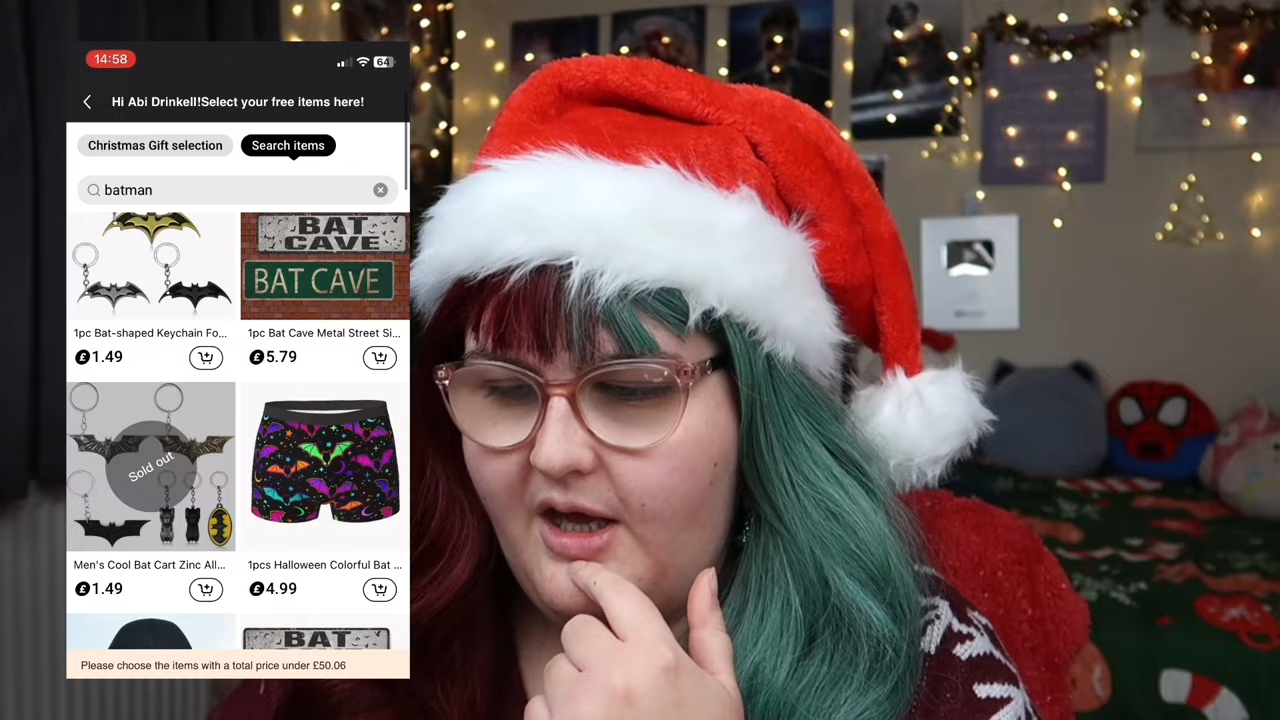 14:58
64
Hi Abi Drinkell!Select your free items here!
Christmas Gift selection
Search items
batman
BAT
CAVE
BAT CAVE
1pc Bat-shaped Keychain Fo...
1pc Bat Cave Metal Street Si...
£1.49
£5.79
Sold out
Men's Cool Bat Cart Zinc All...
1pcs Halloween Colorful Bat ...
£1.49
£4.99
BAT
Please choose the items with a total price under £50.06